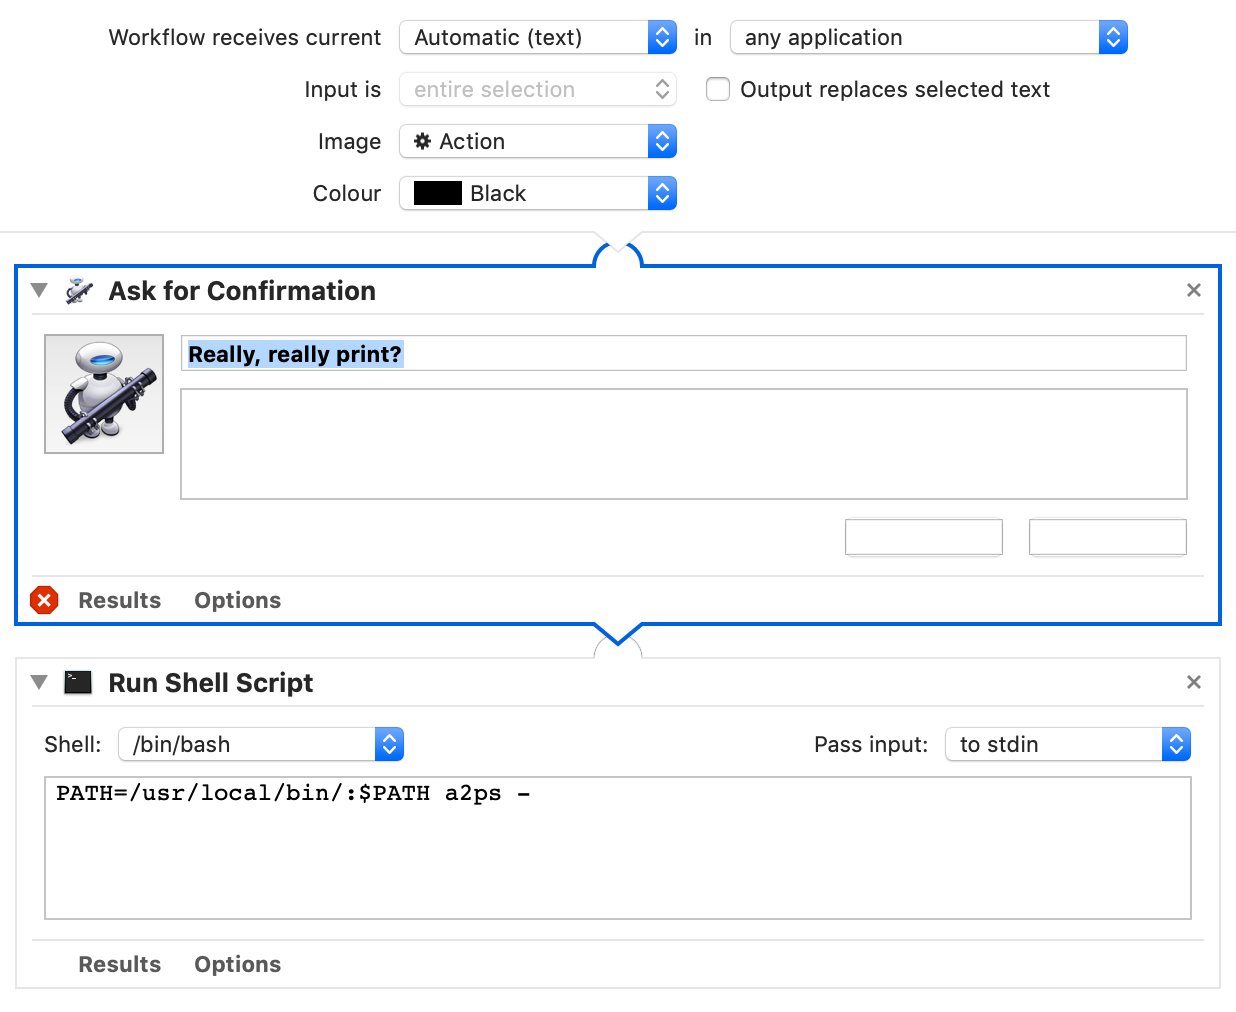 Workflow receives current Automatic (text) in any application
Input is entire selection Output replaces selected text
Image Action
Colour Black
Ask for Confirmation
Really, really print?
Results Options
Run Shell Script
Shell: /bin/bash Pass input: to stdin
PATH=/usr/local/bin/:$PATH a2ps -
Results Options